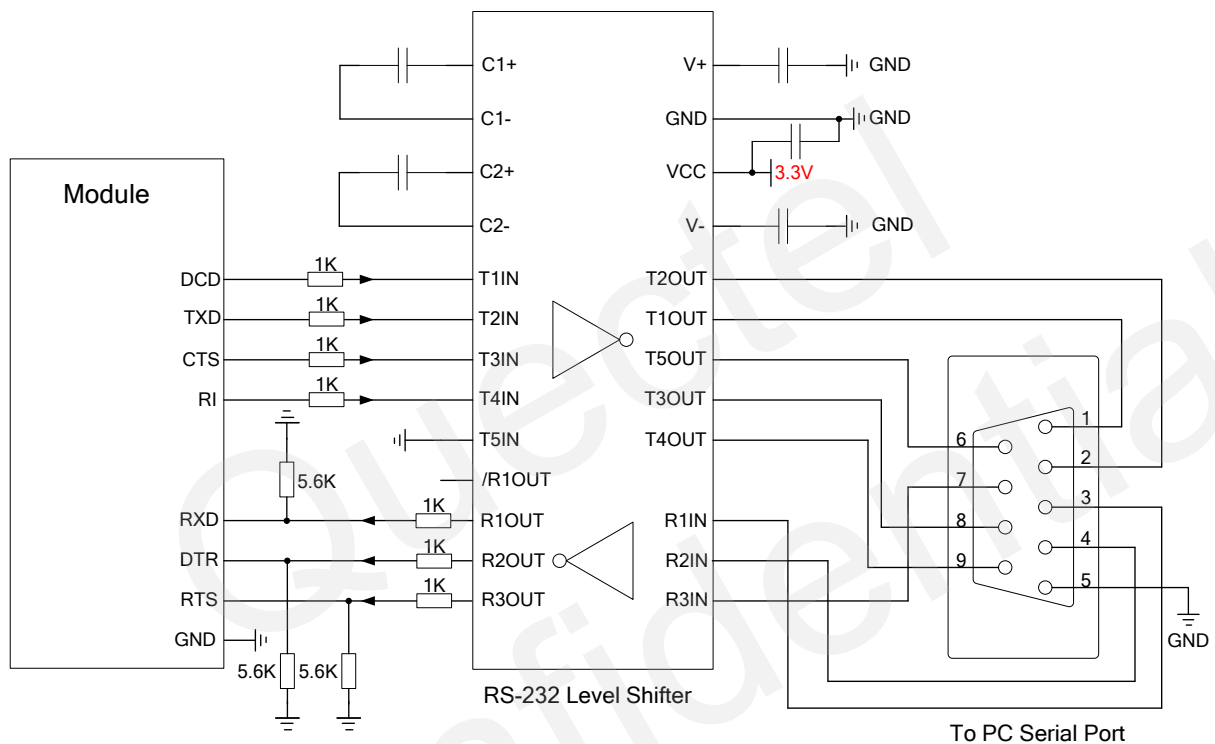 C1+
V+
GND
C1-
GND
GND
Module
C2+
VCC
3.3V
C2-
V-
GND
DCD
1K
T1IN
T2OUT
TXD
1K
T2IN
T1OUT
CTS
1K
T3IN
T5OUT
RI
1K
T4IN
T3OUT
T5IN
T4OUT
5.6K
/R1OUT
RXD
1K
R1OUT
R1IN
DTR
1K
R2OUT
R2IN
RTS
1K
R3OUT
R3IN
GND
5.6K
5.6K
1
6
2
7
3
8
4
9
5
GND
RS-232 Level Shifter
To PC Serial Port
Quectel